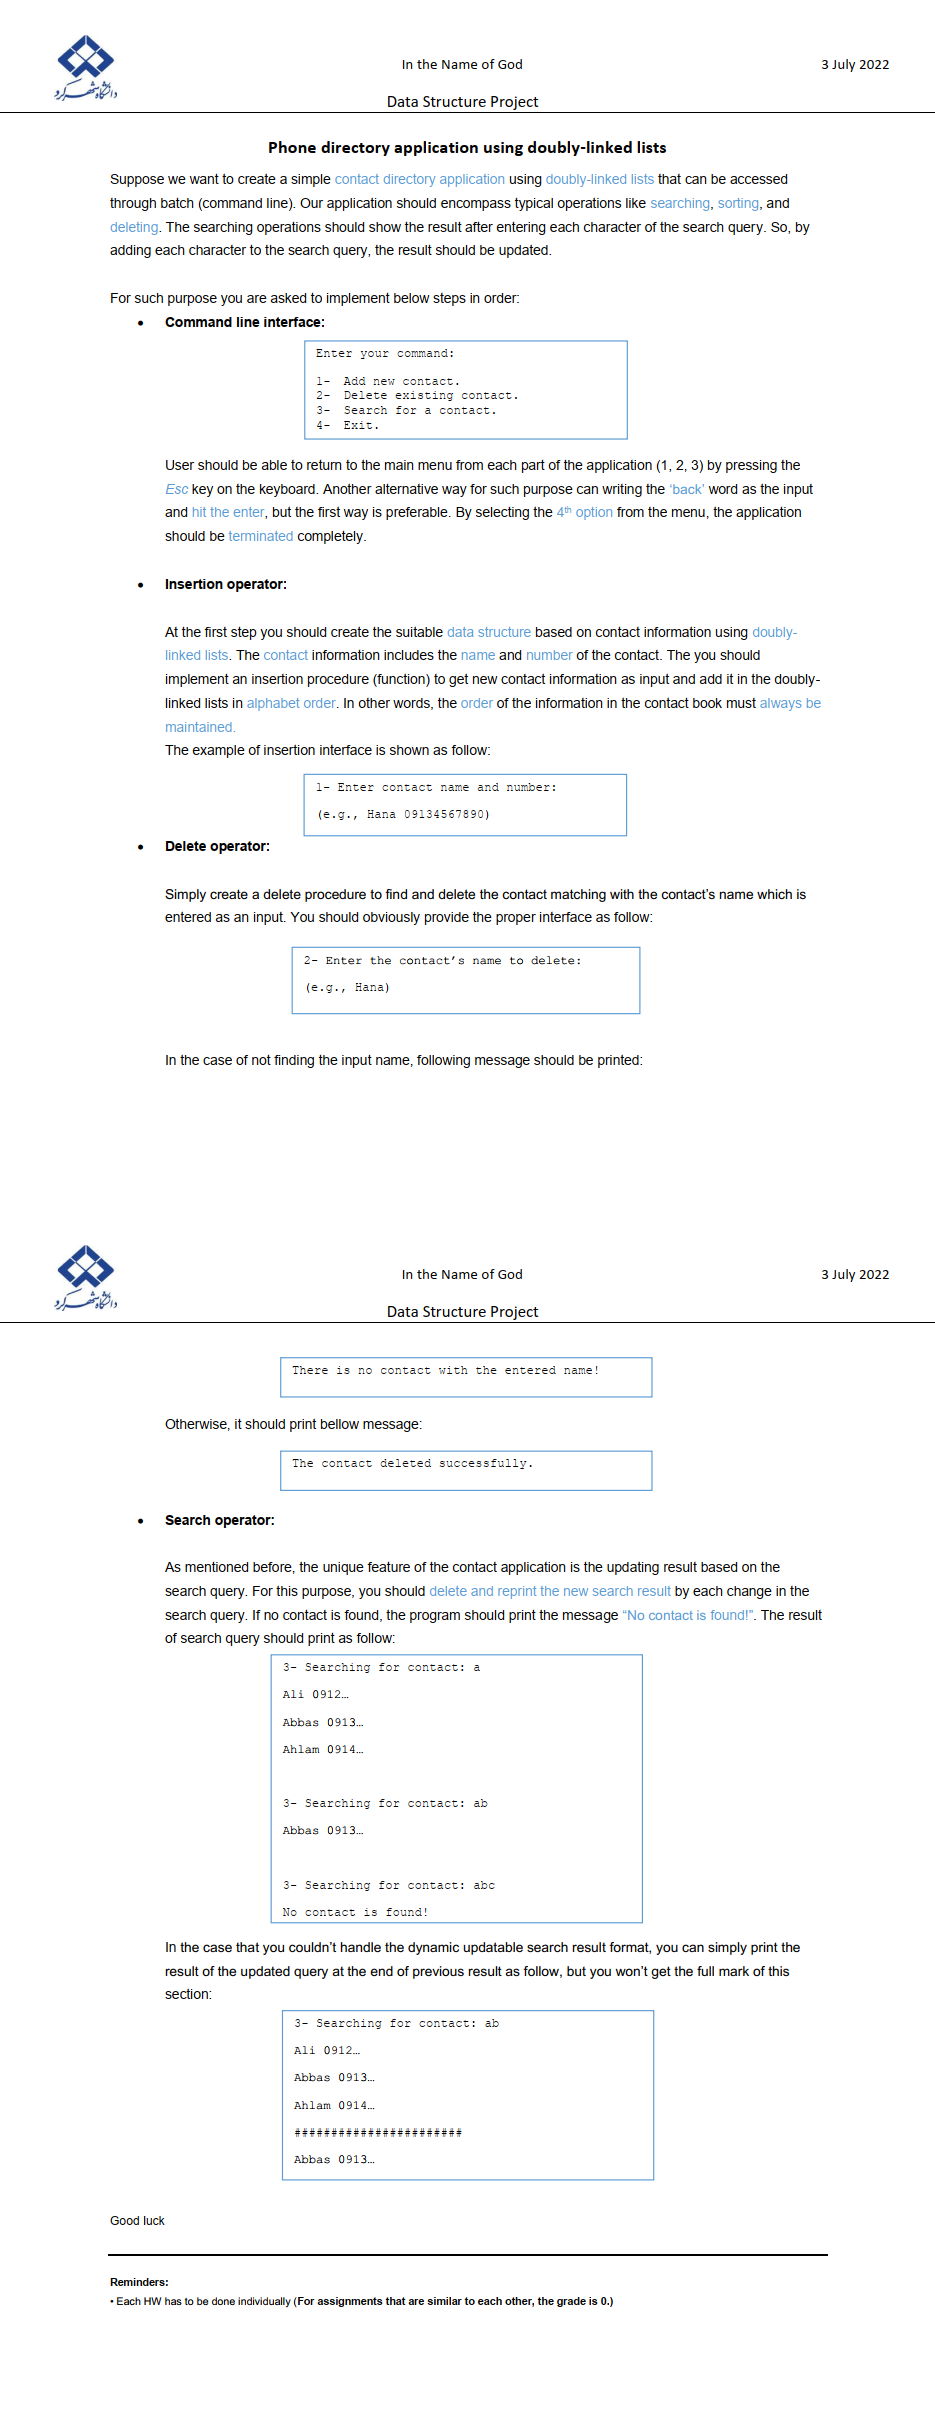 دانشگاه شهرکرد
In the Name of God
3 July 2022
Data Structure Project
Phone directory application using doubly-linked lists
Suppose we want to create a simple contact directory application using doubly-linked lists that can be accessed
through batch (command line). Our application should encompass typical operations like searching, sorting, and
deleting. The searching operations should show the result after entering each character of the search query. So, by
adding each character to the search query, the result should be updated.
For such purpose you are asked to implement below steps in order:
• Command line interface:
Enter your command:
1- Add new contact.
2- Delete existing contact.
3- Search for a contact.
4- Exit.
User should be able to return to the main menu from each part of the application (1, 2, 3) by pressing the
Esc key on the keyboard. Another alternative way for such purpose can writing the ‘back’ word as the input
and hit the enter, but the first way is preferable. By selecting the 4th option from the menu, the application
should be terminated completely.
• Insertion operator:
At the first step you should create the suitable data structure based on contact information using doubly-
linked lists. The contact information includes the name and number of the contact. The you should
implement an insertion procedure (function) to get new contact information as input and add it in the doubly-
linked lists in alphabet order. In other words, the order of the information in the contact book must always be
maintained.
The example of insertion interface is shown as follow:
1- Enter contact name and number:
(e.g., Hana 09134567890)
• Delete operator:
Simply create a delete procedure to find and delete the contact matching with the contact’s name which is
entered as an input. You should obviously provide the proper interface as follow:
2- Enter the contact’s name to delete:
(e.g., Hana)
In the case of not finding the input name, following message should be printed:
دانشگاه شهرکرد
In the Name of God
3 July 2022
Data Structure Project
There is no contact with the entered name!
Otherwise, it should print bellow message:
The contact deleted successfully.
• Search operator:
As mentioned before, the unique feature of the contact application is the updating result based on the
search query. For this purpose, you should delete and reprint the new search result by each change in the
search query. If no contact is found, the program should print the message “No contact is found!”. The result
of search query should print as follow:
3- Searching for contact: a
Ali 0912…
Abbas 0913…
Ahlam 0914…
3- Searching for contact: ab
Abbas 0913…
3- Searching for contact: abc
No contact is found!
In the case that you couldn’t handle the dynamic updatable search result format, you can simply print the
result of the updated query at the end of previous result as follow, but you won’t get the full mark of this
section:
3- Searching for contact: ab
Ali 0912…
Abbas 0913…
Ahlam 0914…
#######################
Abbas 0913…
Good luck
Reminders:
• Each HW has to be done individually (For assignments that are similar to each other, the grade is 0.)